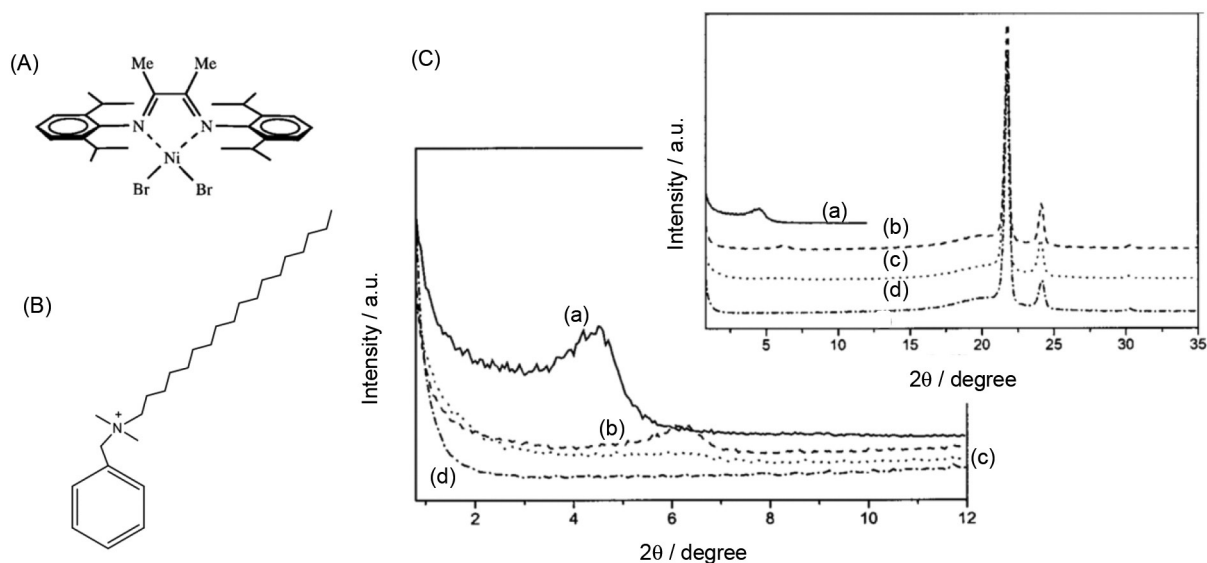 (A)
Me Me
N N
Ni
Br Br
(B)
+
N
(C)
Intensity / a.u.
(a)
(b)
(c)
(d)
2 4 6 8 10 12
2θ / degree
Intensity / a.u.
(a)
(b)
(c)
(d)
5 10 15 20 25 30 35
2θ / degree